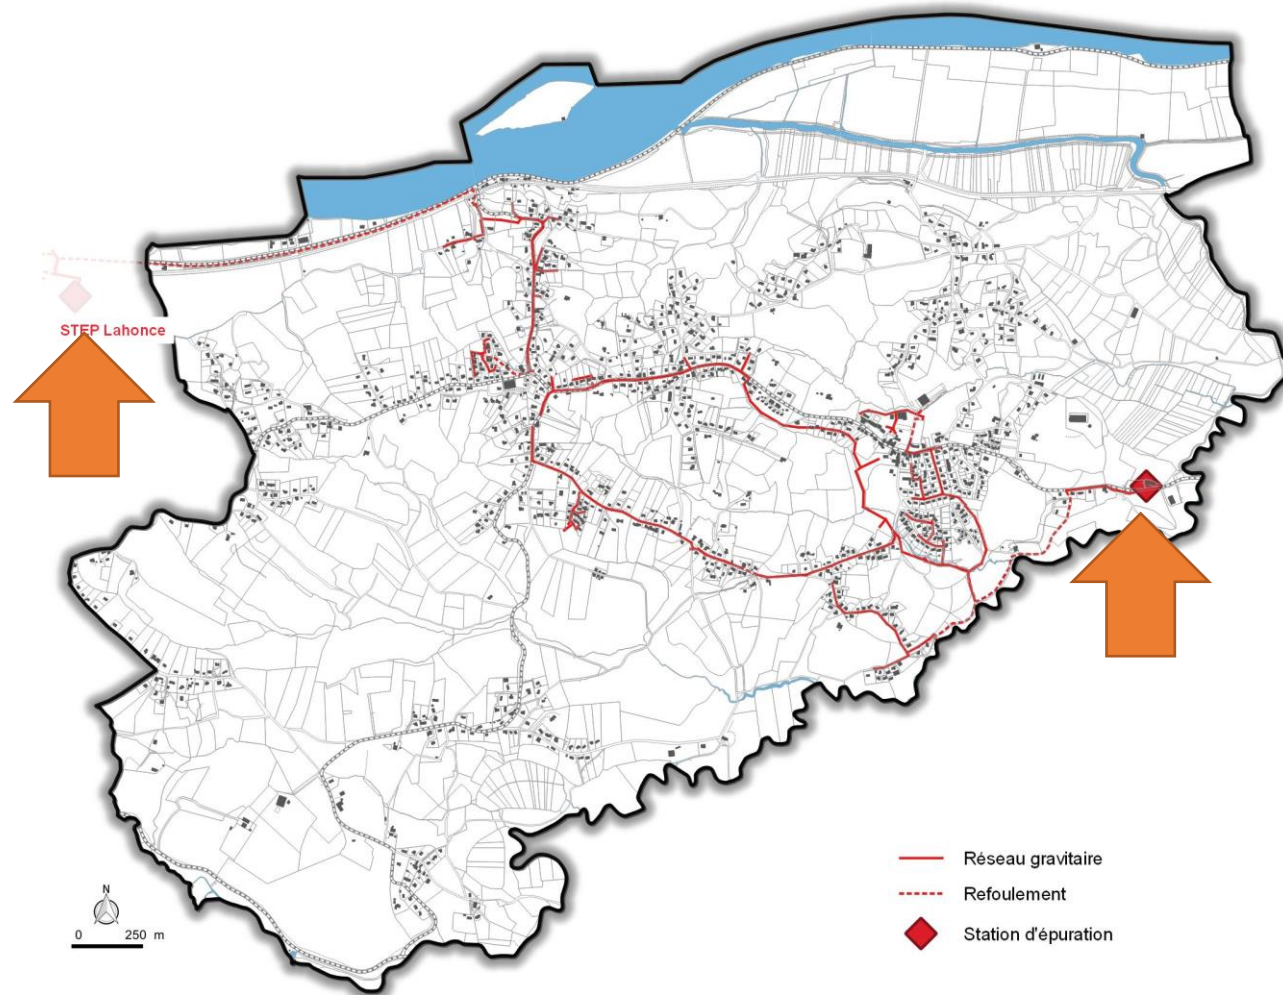 STEP Lahonce
Réseau gravitaire
Refoulement
Station d'épuration
N
0 250 m